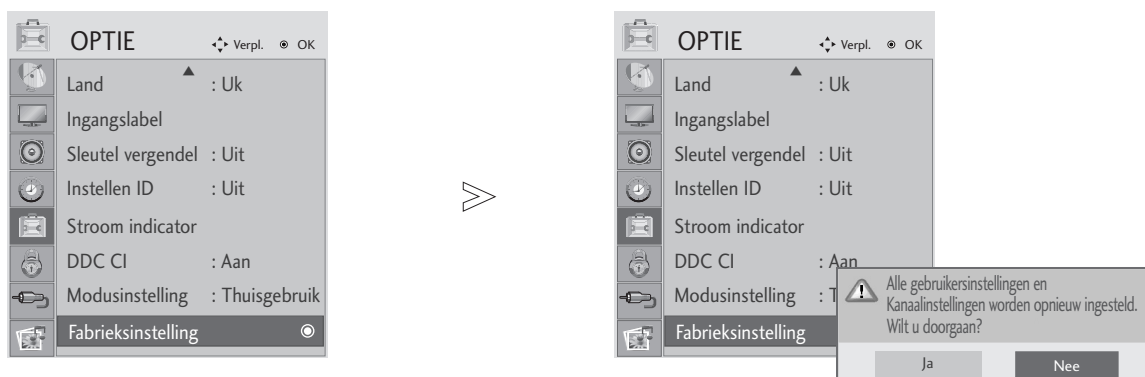 OPTIE Verpl. OK
Land : Uk
Ingangslabel
Sleutel vergendel : Uit
Instellen ID : Uit
Stroom indicator
DDC CI : Aan
Modusinstelling : Thuisgebruik
Fabrieksinstelling
OPTIE Verpl. OK
Land : Uk
Ingangslabel
Sleutel vergendel : Uit
Instellen ID : Uit
Stroom indicator
DDC CI : Aan
Modusinstelling : T
Fabrieksinstelling
Alle gebruikersinstellingen en
Kanaalinstellingen worden opnieuw ingesteld.
Wilt u doorgaan?
Ja Nee